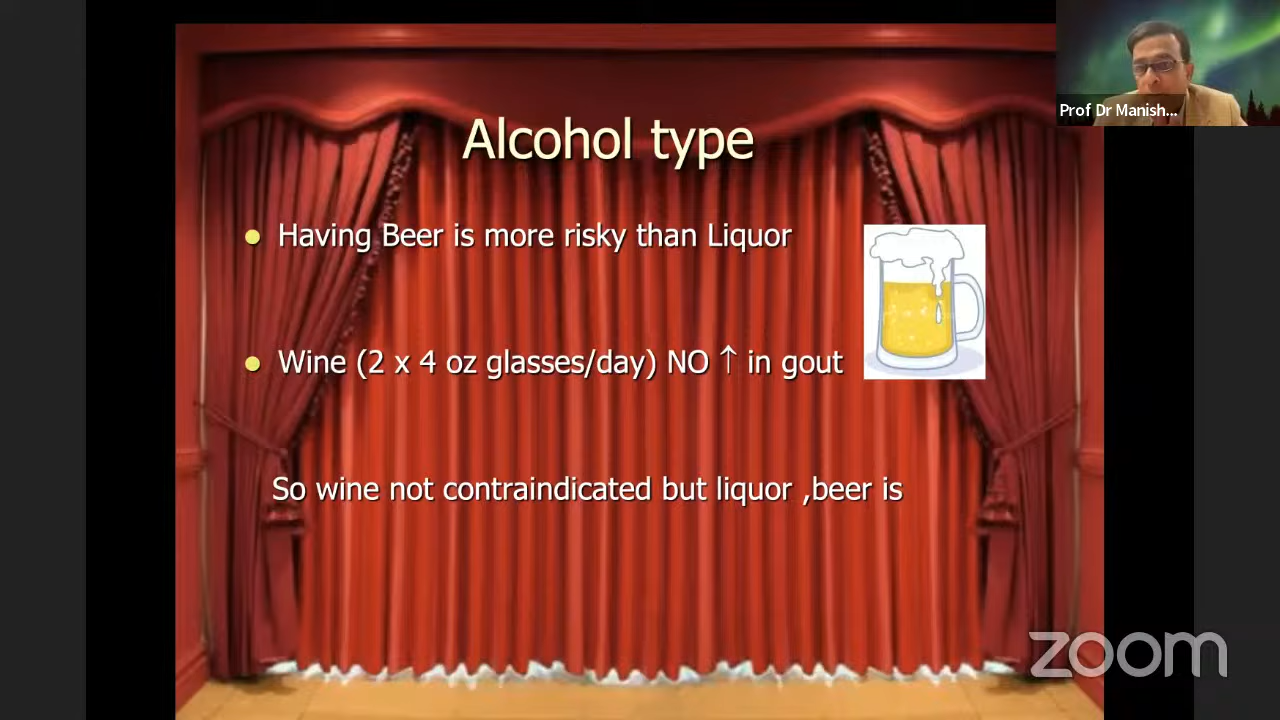 Prof Dr Manish...
Alcohol type
Having Beer is more risky than Liquor
Wine (2 x 4 oz glasses/day) NO ↑ in gout
So wine not contraindicated but liquor ,beer is
zoom